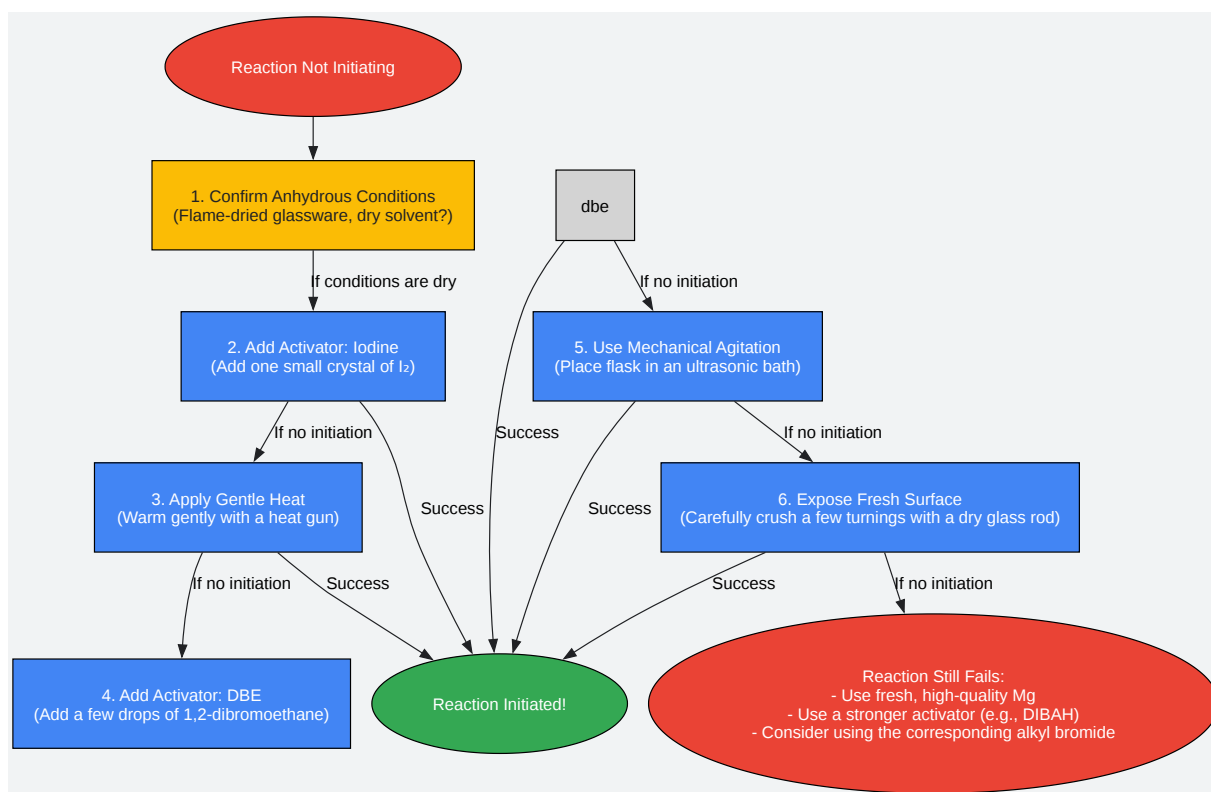 Reaction Not Initiating
1. Confirm Anhydrous Conditions
(Flame-dried glassware, dry solvent?)
dbe
If conditions are dry
If no initiation
2. Add Activator: Iodine
(Add one small crystal of I₂)
5. Use Mechanical Agitation
(Place flask in an ultrasonic bath)
If no initiation
Success
If no initiation
3. Apply Gentle Heat
(Warm gently with a heat gun)
Success
Success
6. Expose Fresh Surface
(Carefully crush a few turnings with a dry glass rod)
If no initiation
Success
Success
If no initiation
4. Add Activator: DBE
(Add a few drops of 1,2-dibromoethane)
Reaction Initiated!
Reaction Still Fails:
- Use fresh, high-quality Mg
- Use a stronger activator (e.g., DIBAH)
- Consider using the corresponding alkyl bromide